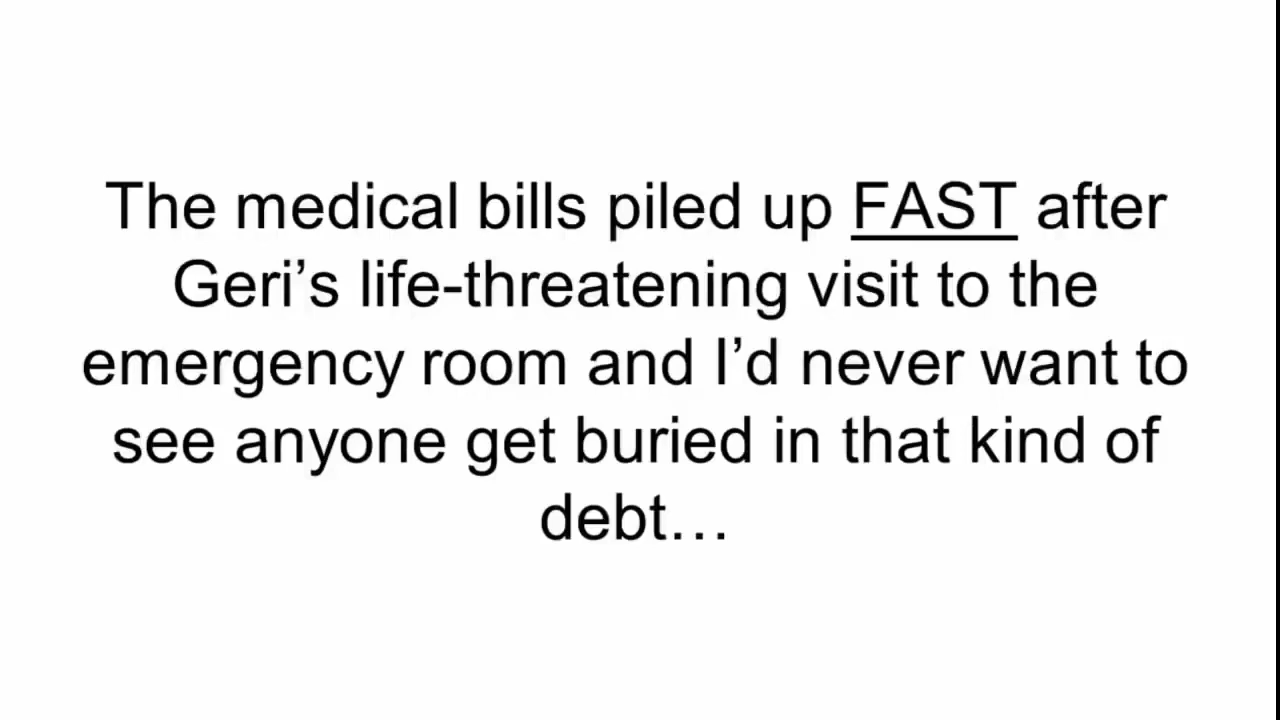 The medical bills piled up FAST after
Geri’s life-threatening visit to the
emergency room and I’d never want to
see anyone get buried in that kind of
debt…